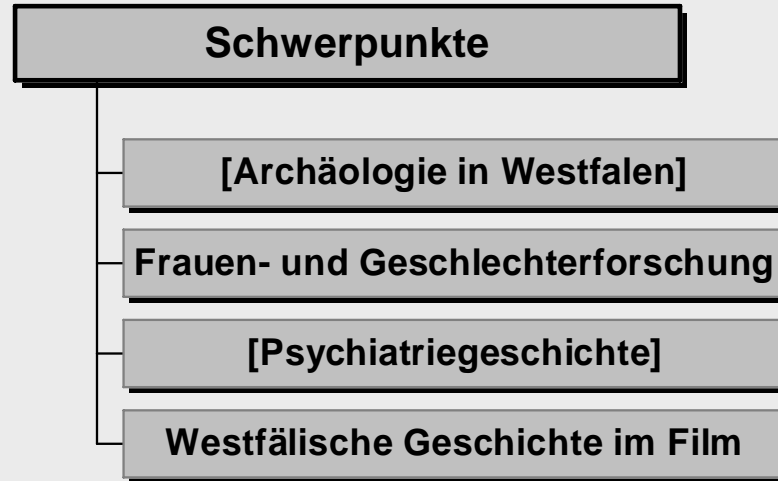 Schwerpunkte
[Archäologie in Westfalen]
Frauen- und Geschlechterforschung
[Psychiatriegeschichte]
Westfälische Geschichte im Film